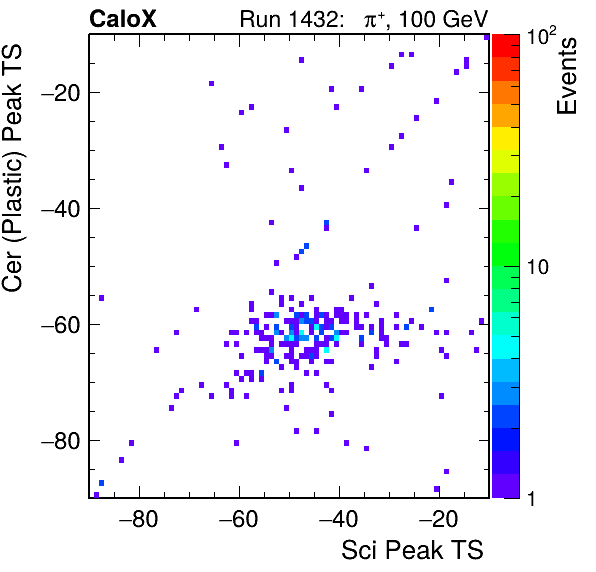 CaloX Run 1432: π⁺, 100 GeV
Cer (Plastic) Peak TS
−20
−40
−60
−80
−80 −60 −40 −20
Sci Peak TS
10²
10
1
Events